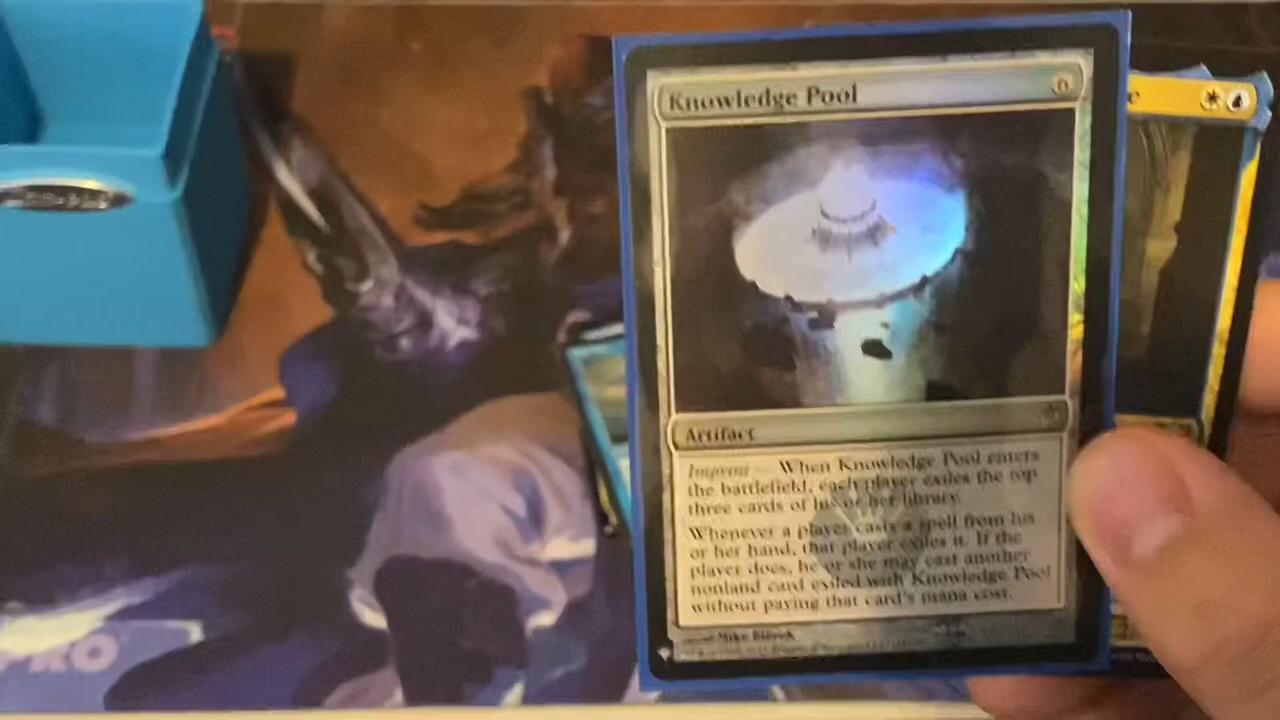 Knowledge Pool
6
Artifact
Imprint — When Knowledge Pool enters
the battlefield, each player exiles the top
three cards of his or her library.
Whenever a player casts a spell from his
or her hand, that player exiles it. If the
player does, he or she may cast another
nonland card exiled with Knowledge Pool
without paying that card's mana cost.
Mike Bierek
PRO